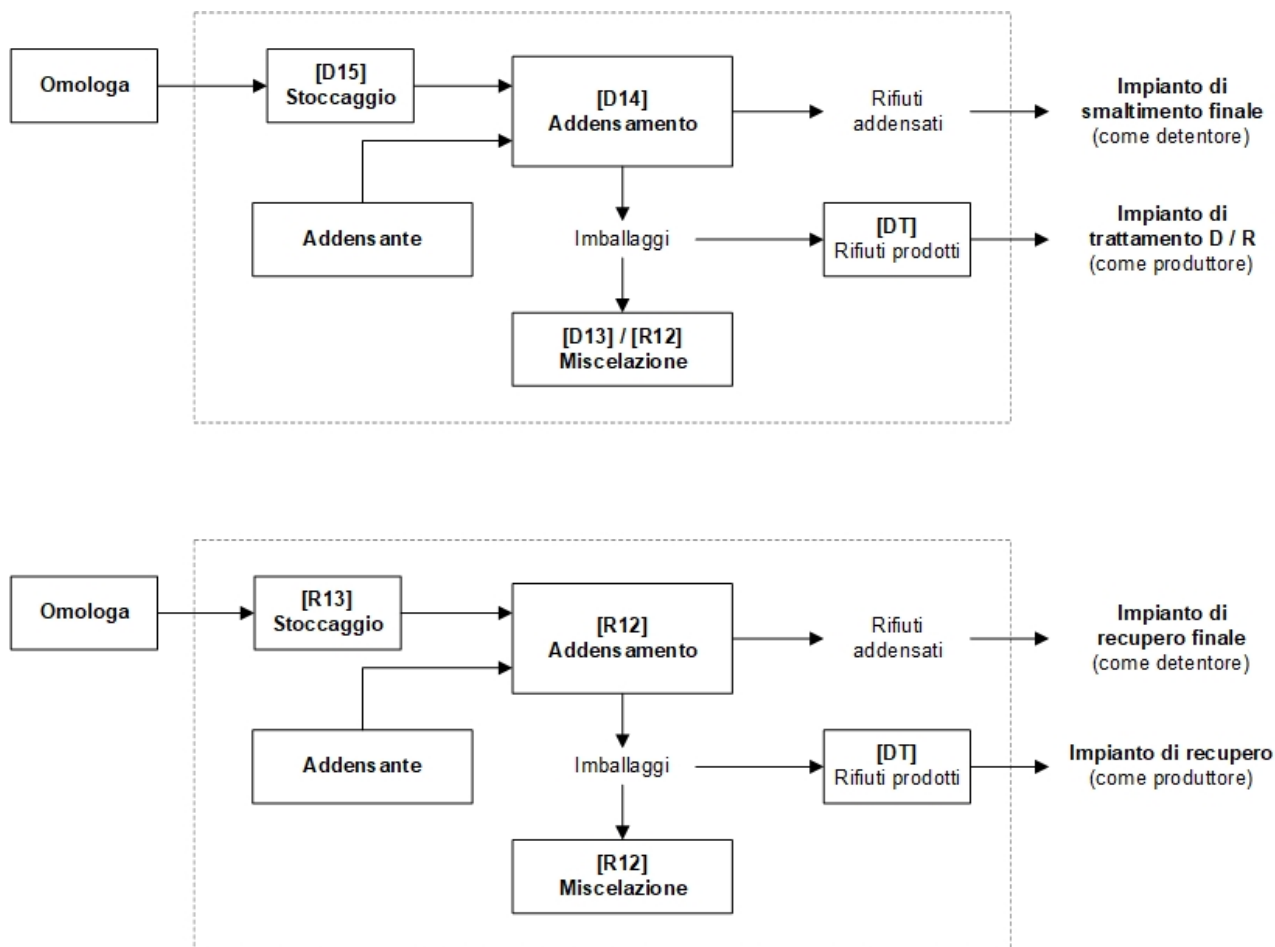 Omologa
[D15]
Stoccaggio
[D14]
Addensamento
Rifiuti
addensati
Impianto di
smaltimento finale
(come detentore)
Addensante
Imballaggi
[DT]
Rifiuti prodotti
Impianto di
trattamento D / R
(come produttore)
[D13] / [R12]
Miscelazione
Omologa
[R13]
Stoccaggio
[R12]
Addensamento
Rifiuti
addensati
Impianto di
recupero finale
(come detentore)
Addensante
Imballaggi
[DT]
Rifiuti prodotti
Impianto di recupero
(come produttore)
[R12]
Miscelazione